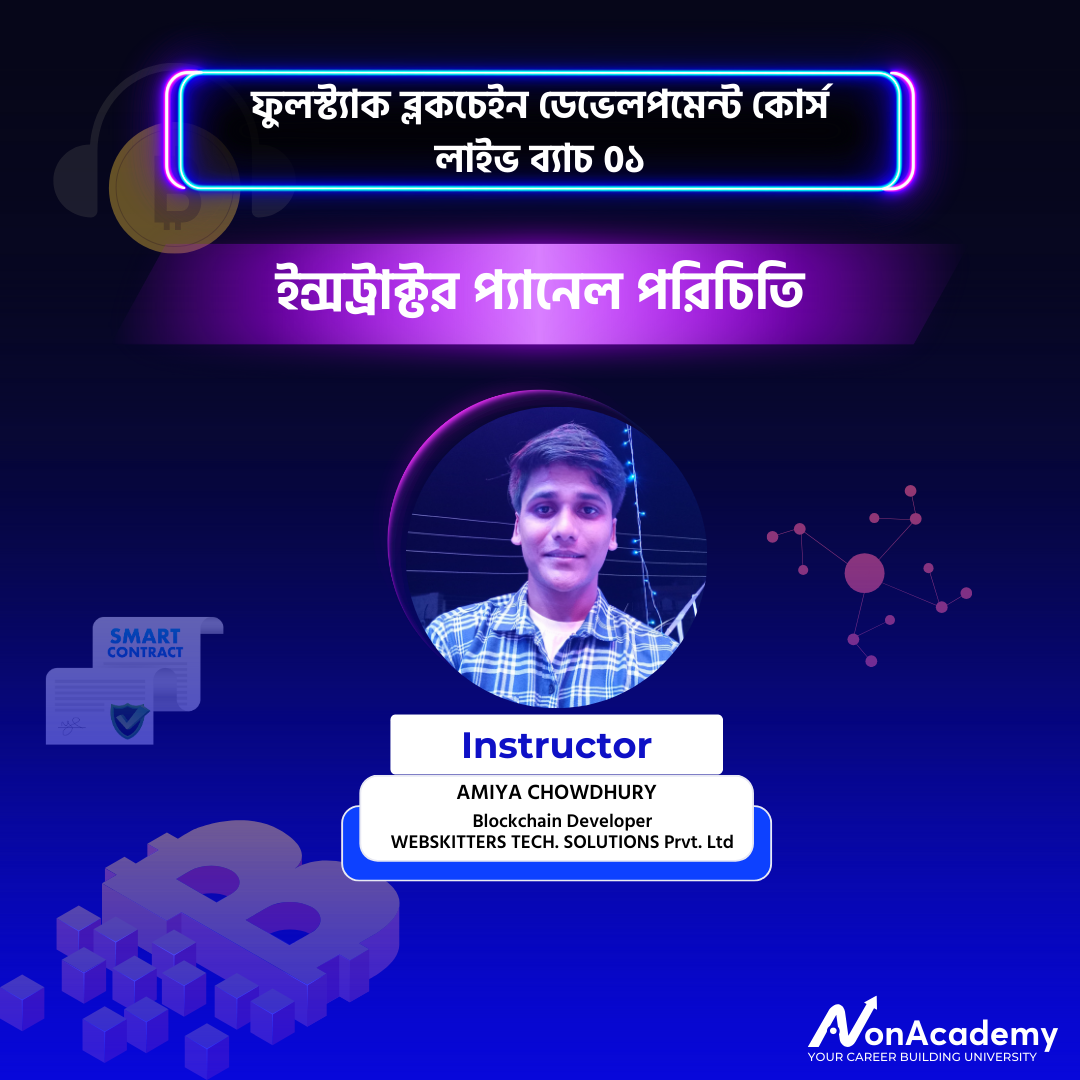 ফুলস্ট্যাক ব্লকচেইন ডেভেলপমেন্ট কোর্স
লাইভ ব্যাচ 0১
ইন্সট্রাক্টর প্যানেল পরিচিতি
SMART
CONTRACT
Instructor
AMIYA CHOWDHURY
Blockchain Developer
WEBSKITTERS TECH. SOLUTIONS Prvt. Ltd
NonAcademy
YOUR CAREER BUILDING UNIVERSITY